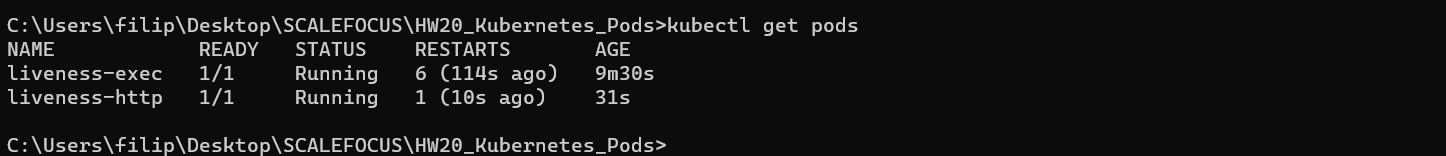 C:\Users\filip\Desktop\SCALEFOCUS\HW20_Kubernetes_Pods>kubectl get pods
NAME            READY   STATUS    RESTARTS       AGE
liveness-exec   1/1     Running   6 (114s ago)   9m30s
liveness-http   1/1     Running   1 (10s ago)    31s
C:\Users\filip\Desktop\SCALEFOCUS\HW20_Kubernetes_Pods>